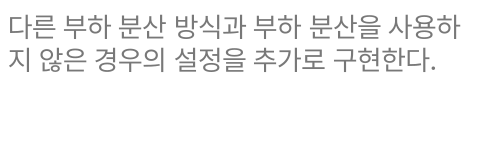 다른 부하 분산 방식과 부하 분산을 사용하
지 않은 경우의 설정을 추가로 구현한다.